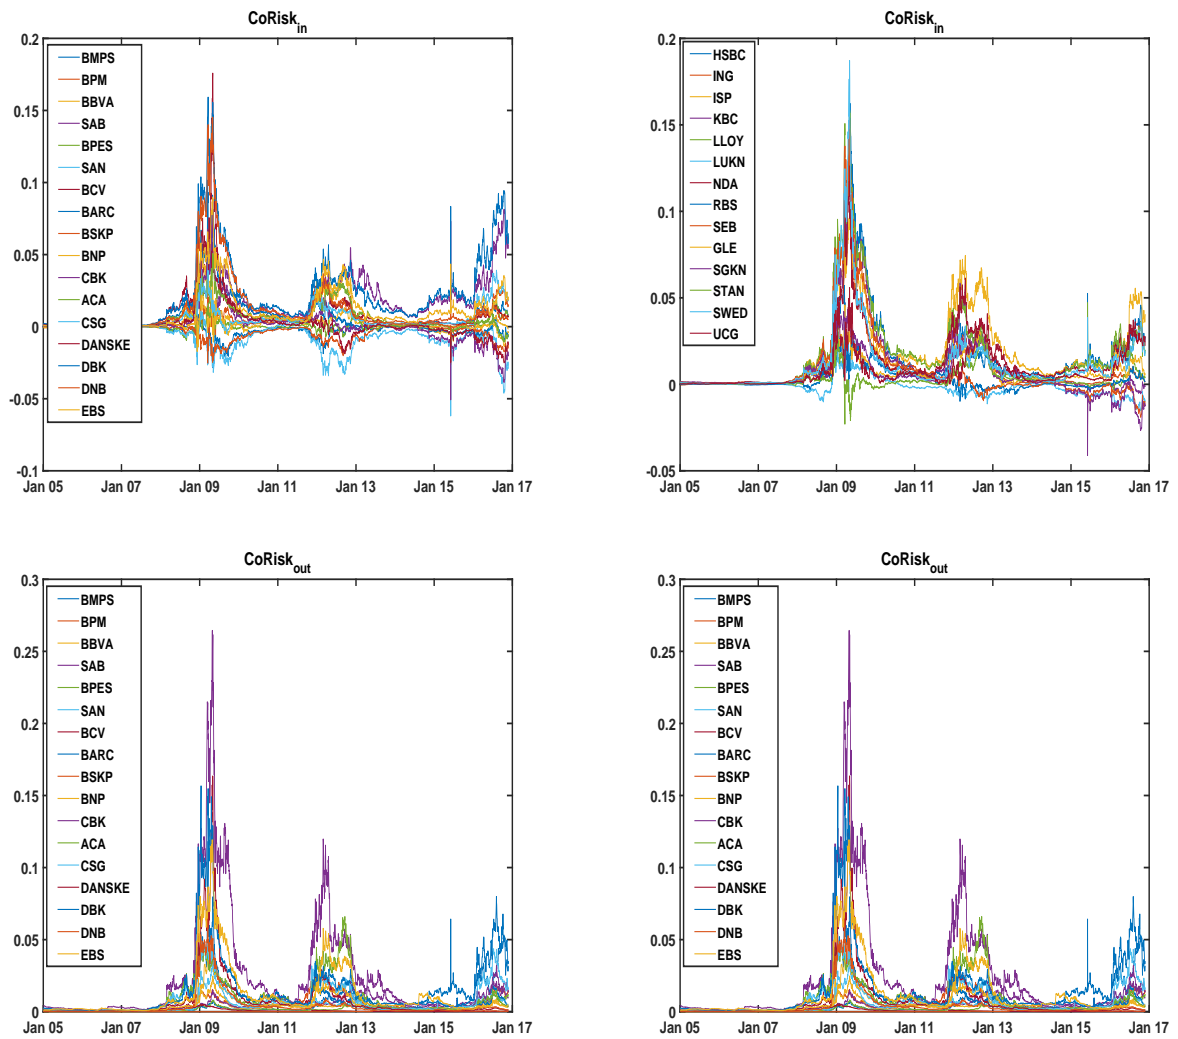 CoRisk_in
0.2
0.15
0.1
0.05
0
-0.05
-0.1
BMPS
BPM
BBVA
SAB
BPES
SAN
BCV
BARC
BSKP
BNP
CBK
ACA
CSG
DANSKE
DBK
DNB
EBS
Jan 05 Jan 07 Jan 09 Jan 11 Jan 13 Jan 15 Jan 17
CoRisk_in
0.2
0.15
0.1
0.05
0
-0.05
HSBC
ING
ISP
KBC
LLOY
LUKN
NDA
RBS
SEB
GLE
SGKN
STAN
SWED
UCG
Jan 05 Jan 07 Jan 09 Jan 11 Jan 13 Jan 15 Jan 17
CoRisk_out
0.3
0.25
0.2
0.15
0.1
0.05
0
BMPS
BPM
BBVA
SAB
BPES
SAN
BCV
BARC
BSKP
BNP
CBK
ACA
CSG
DANSKE
DBK
DNB
EBS
Jan 05 Jan 07 Jan 09 Jan 11 Jan 13 Jan 15 Jan 17
CoRisk_out
0.3
0.25
0.2
0.15
0.1
0.05
0
BMPS
BPM
BBVA
SAB
BPES
SAN
BCV
BARC
BSKP
BNP
CBK
ACA
CSG
DANSKE
DBK
DNB
EBS
Jan 05 Jan 07 Jan 09 Jan 11 Jan 13 Jan 15 Jan 17